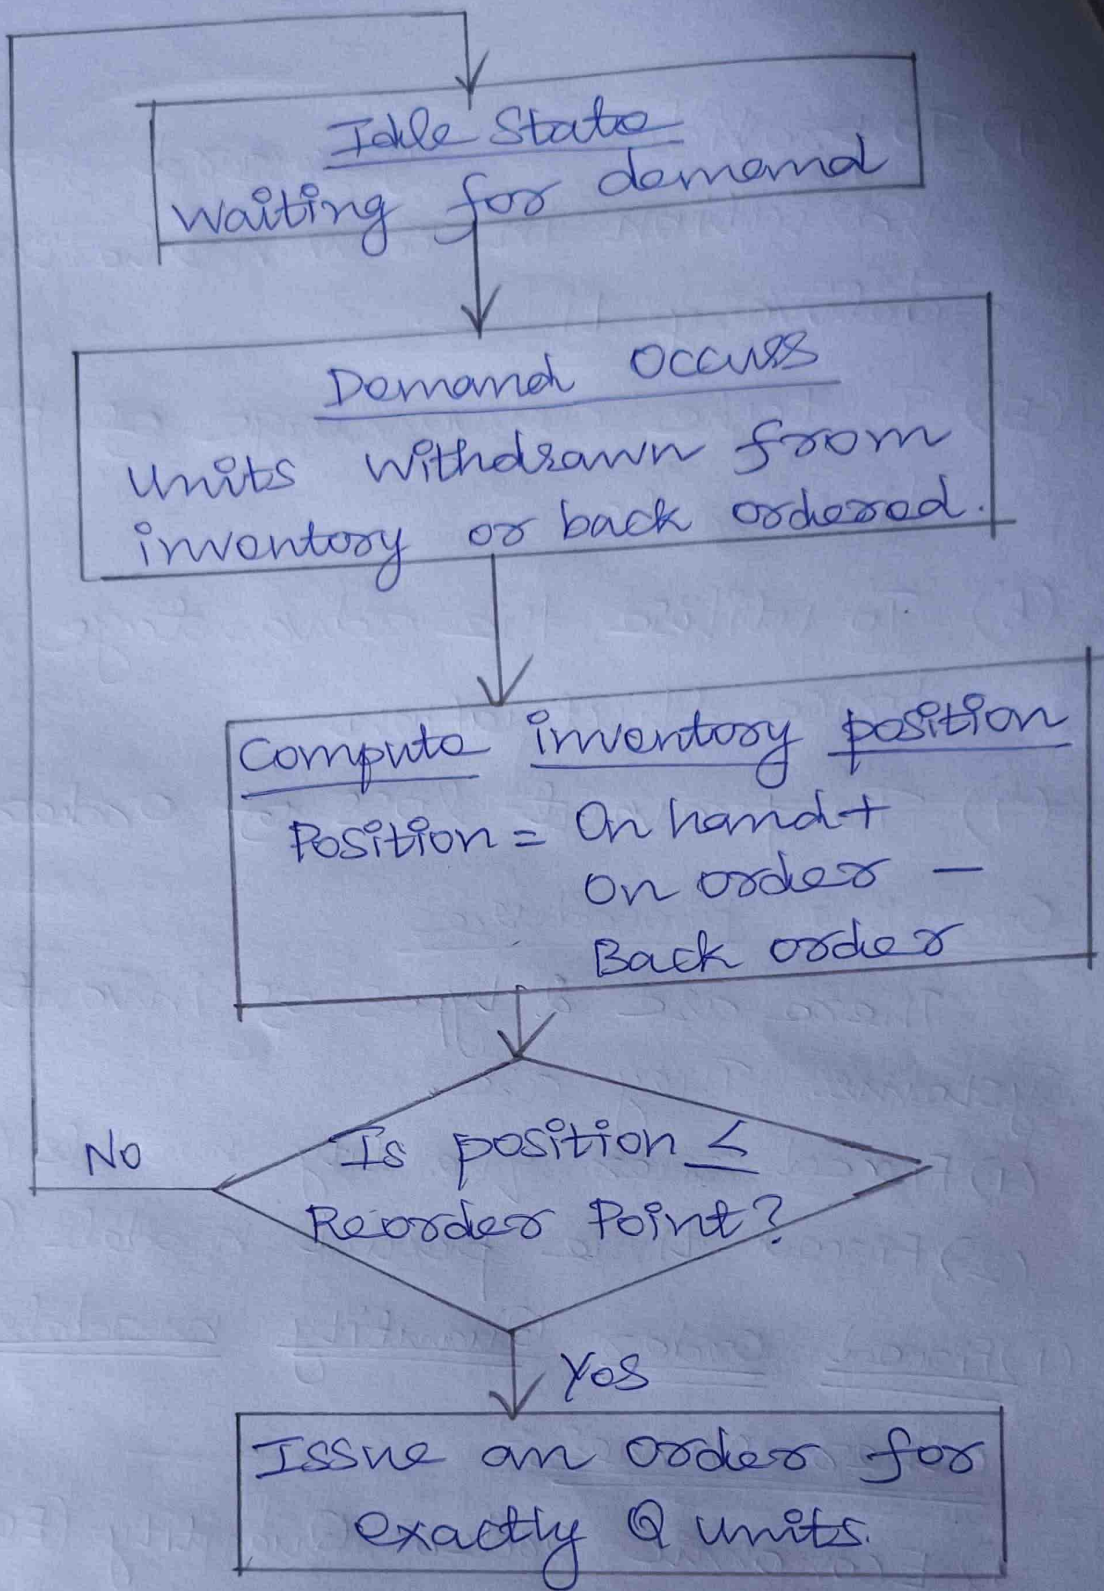 Idle State
Waiting for demand
Demand occurs
Units withdrawn from
inventory or back ordered.
Compute inventory position
Position = On hand +
On order -
Back order
No
Is position ≤
Reorder Point?
Yes
Issue an order for
exactly Q units.